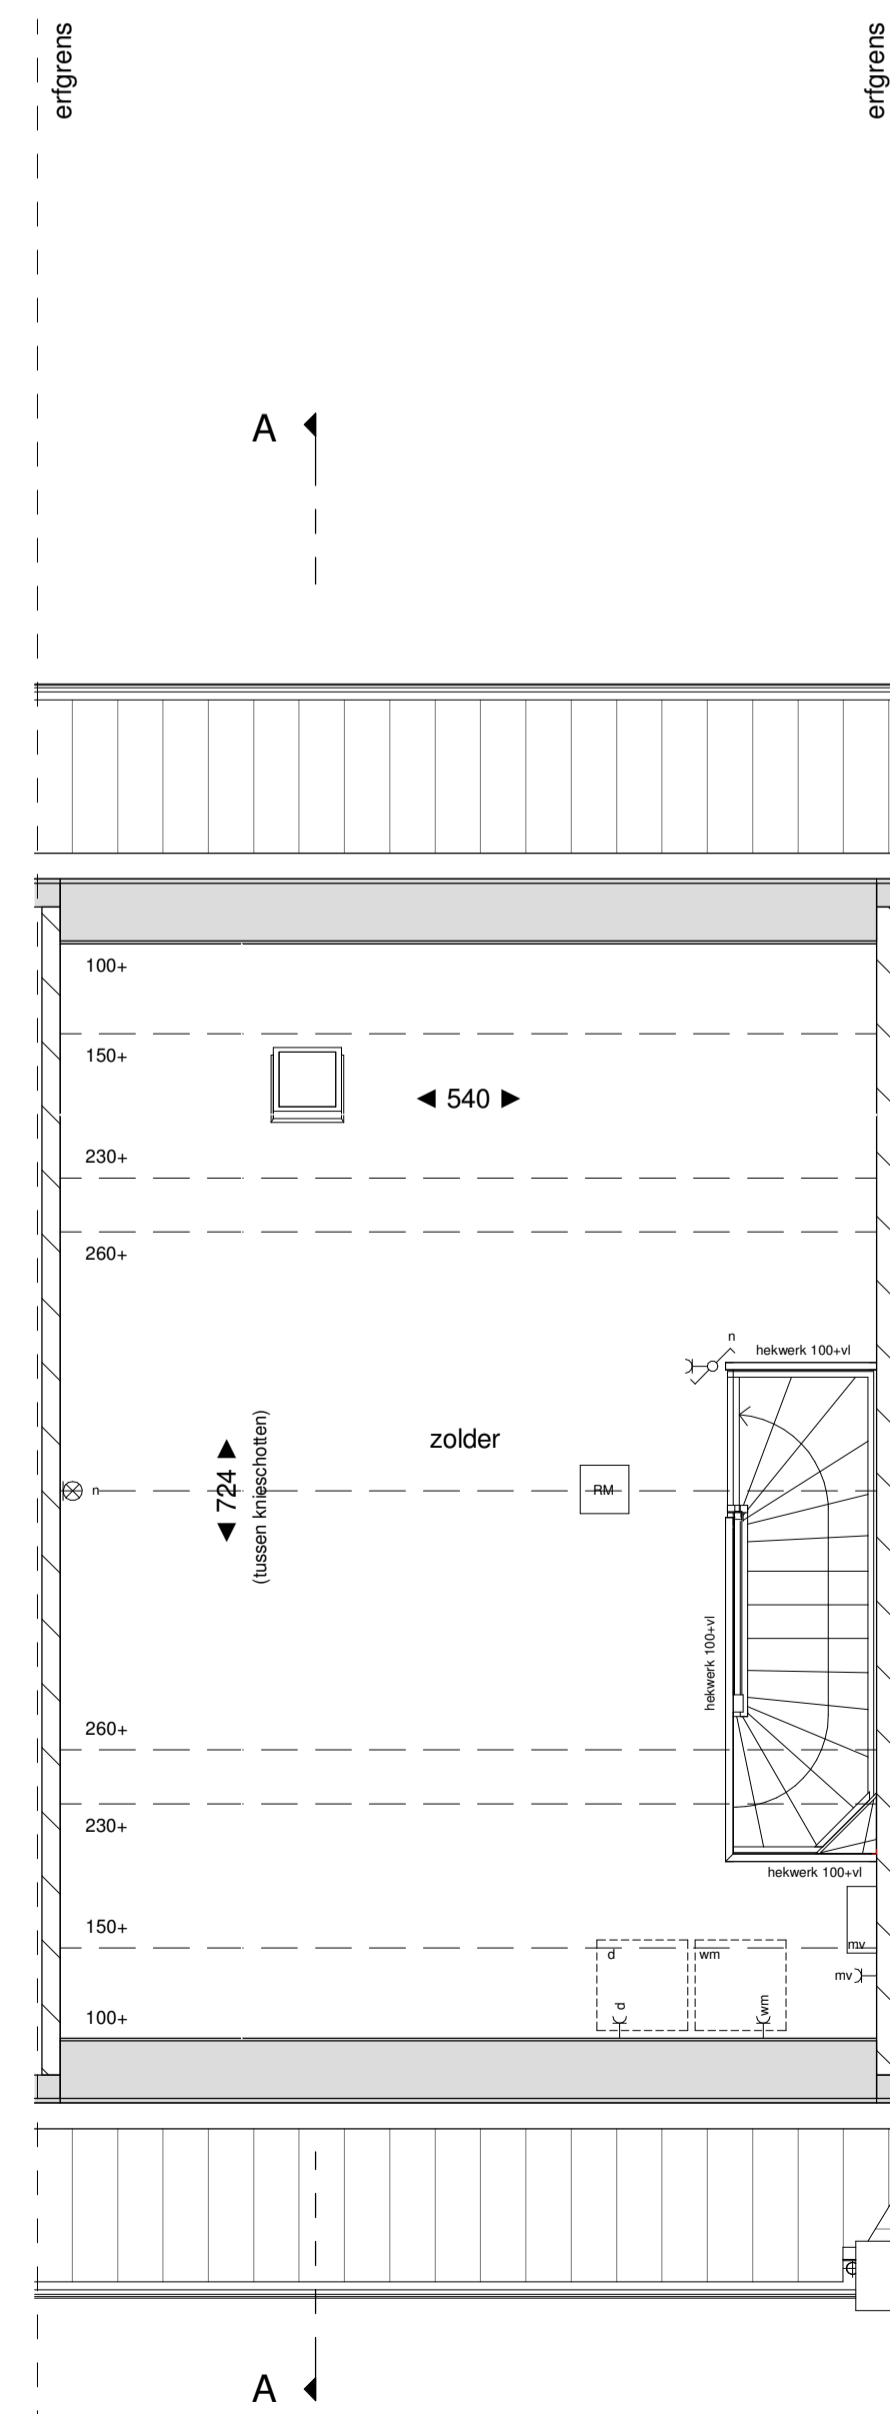 erfgrens
erfgrens
A
100+
150+
540
230+
260+
n
hekwerk 100+vl
zolder
724
(tussen knieschotten)
n
RM
hekwerk 100+vl
260+
230+
hekwerk 100+vl
150+
mv
d
wm
mv
d
wm
100+
A